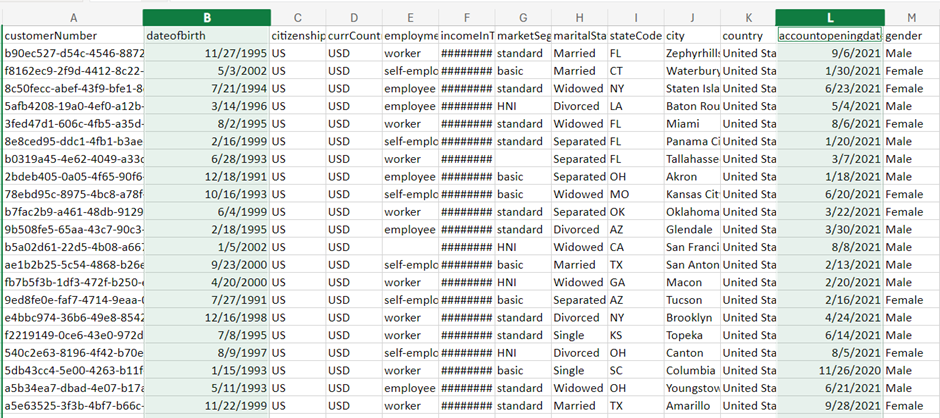 A B C D E F G H I J K L M
customerNumber dateofbirth citizenship currCount employme incomeInT marketSeg maritalSta stateCode city country accountopeningdat gender
b90ec527-d54c-4546-8872 11/27/1995 US USD worker ######## standard Married FL Zephyrhills United Sta 9/6/2021 Male
f8162ec9-2f9d-4412-8c22- 5/3/2002 US USD self-emplo ######## basic Married CT Waterbury United Sta 1/30/2021 Female
8c50fecc-abef-43f9-bfe1-8 7/21/1994 US USD employee ######## standard Widowed NY Staten Isla United Sta 6/23/2021 Female
5afb4208-19a0-4ef0-a12b- 3/14/1996 US USD employee ######## HNI Divorced LA Baton Rou United Sta 5/4/2021 Male
3fed47d1-606c-4fb5-a35d- 8/2/1995 US USD worker ######## standard Widowed FL Miami United Sta 8/6/2021 Female
8e8ced95-ddc1-4fb1-b3ae 2/16/1999 US USD self-emplo ######## standard Separated FL Panama Ci United Sta 1/20/2021 Male
b0319a45-4e62-4049-a33c 6/28/1993 US USD worker ######## Separated FL Tallahasse United Sta 3/7/2021 Male
2bdeb405-0a05-4f65-90f6- 12/18/1991 US USD employee ######## basic Separated OH Akron United Sta 1/18/2021 Male
78ebd95c-8975-4bc8-a78f 10/16/1993 US USD self-emplo ######## basic Widowed MO Kansas City United Sta 6/20/2021 Female
b7fac2b9-a461-48db-9129 6/4/1999 US USD worker ######## standard Separated OK Oklahoma United Sta 3/22/2021 Female
9b508fe5-65aa-43c7-90c3- 2/18/1995 US USD employee ######## standard Divorced AZ Glendale United Sta 3/30/2021 Male
b5a02d61-22d5-4b08-a667 1/5/2002 US USD ######## HNI Widowed CA San Franci United Sta 8/8/2021 Male
ae1b2b25-5c54-4868-b26e 9/23/2000 US USD self-emplo ######## basic Married TX San Anton United Sta 2/13/2021 Male
fb7b5f3b-1df3-472f-b250-e 4/20/2000 US USD worker ######## HNI Widowed GA Macon United Sta 2/20/2021 Male
9ed8fe0e-faf7-4714-9eaa-0 7/27/1991 US USD self-emplo ######## basic Separated AZ Tucson United Sta 2/16/2021 Female
e4bbc974-36b6-49e8-8542 12/16/1998 US USD worker ######## standard Divorced NY Brooklyn United Sta 4/24/2021 Male
f2219149-0ce6-43e0-972d 7/8/1995 US USD worker ######## standard Single KS Topeka United Sta 6/14/2021 Male
540c2e63-8196-4f42-b70e 8/9/1997 US USD self-emplo ######## HNI Divorced OH Canton United Sta 8/5/2021 Female
5db43cc4-5e00-4263-b11f 1/15/1993 US USD worker ######## basic Single SC Columbia United Sta 11/26/2020 Male
a5b34ea7-dbad-4e07-b17a 5/11/1993 US USD employee ######## standard Widowed OH Youngstow United Sta 6/21/2021 Male
a5e63525-3f3b-4bf7-b66c- 11/22/1999 US USD worker ######## standard Married TX Amarillo United Sta 9/28/2021 Female